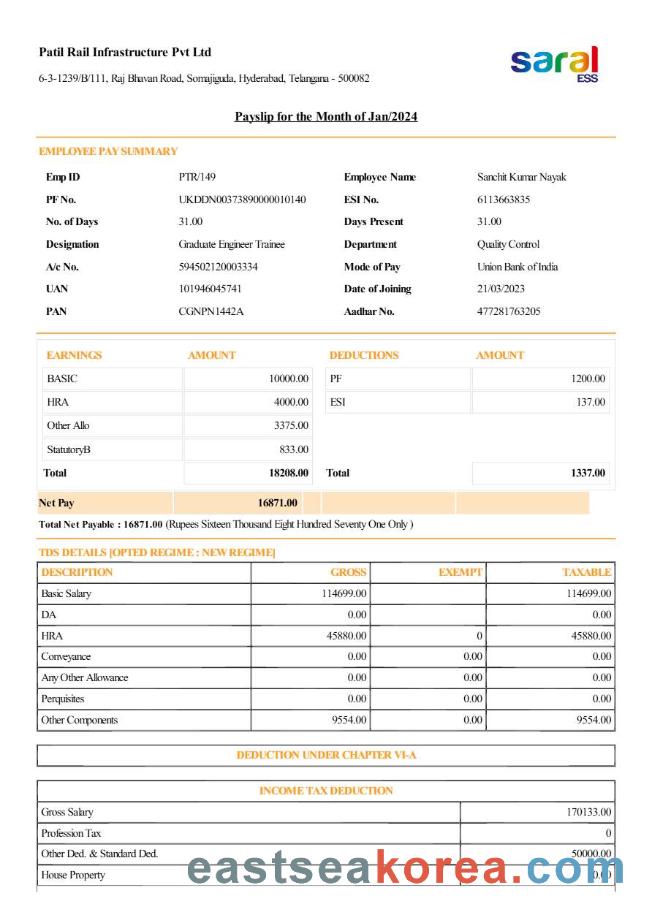 Patil Rail Infrastructure Pvt Ltd
saral
ESS
6-3-1239/B/111, Raj Bhavan Road, Somajiguda, Hyderabad, Telangana - 500082
Payslip for the Month of Jan/2024
EMPLOYEE PAY SUMMARY
Emp ID PTR/149 Employee Name Sanchit Kumar Nayak
PF No. UKDDN00373890000010140 ESI No. 6113663835
No. of Days 31.00 Days Present 31.00
Designation Graduate Engineer Trainee Department Quality Control
A/c No. 594502120003334 Mode of Pay Union Bank of India
UAN 101946045741 Date of Joining 21/03/2023
PAN CGNPN1442A Aadhar No. 477281763205
EARNINGS AMOUNT DEDUCTIONS AMOUNT
BASIC 10000.00 PF 1200.00
HRA 4000.00 ESI 137.00
Other Allo 3375.00
StatutoryB 833.00
Total 18208.00 Total 1337.00
Net Pay 16871.00
Total Net Payable : 16871.00 (Rupees Sixteen Thousand Eight Hundred Seventy One Only )
TDS DETAILS [OPTED REGIME : NEW REGIME]
DESCRIPTION GROSS EXEMPT TAXABLE
Basic Salary 114699.00 114699.00
DA 0.00 0.00
HRA 45880.00 0 45880.00
Conveyance 0.00 0.00 0.00
Any Other Allowance 0.00 0.00 0.00
Perquisites 0.00 0.00 0.00
Other Components 9554.00 0.00 9554.00
DEDUCTION UNDER CHAPTER VI-A
INCOME TAX DEDUCTION
Gross Salary 170133.00
Profession Tax 0
Other Ded. & Standard Ded. 50000.00
House Property 0.00
eastseakorea.com